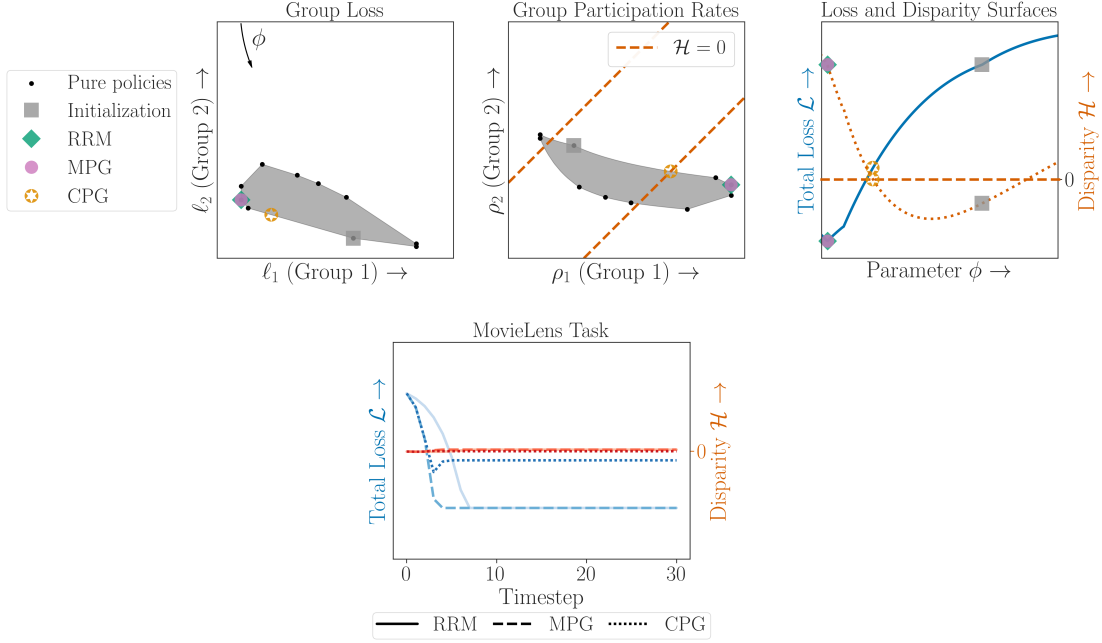 Group Loss
Group Participation Rates
Loss and Disparity Surfaces
ϕ
ℋ = 0
Pure policies
Initialization
RRM
MPG
CPG
ℓ₂ (Group 2) →
ℓ₁ (Group 1) →
ρ₂ (Group 2) →
ρ₁ (Group 1) →
Total Loss ℒ →
0
Disparity ℋ →
Parameter ϕ →
MovieLens Task
Total Loss ℒ →
0
Disparity ℋ →
0 10 20 30
Timestep
RRM MPG CPG